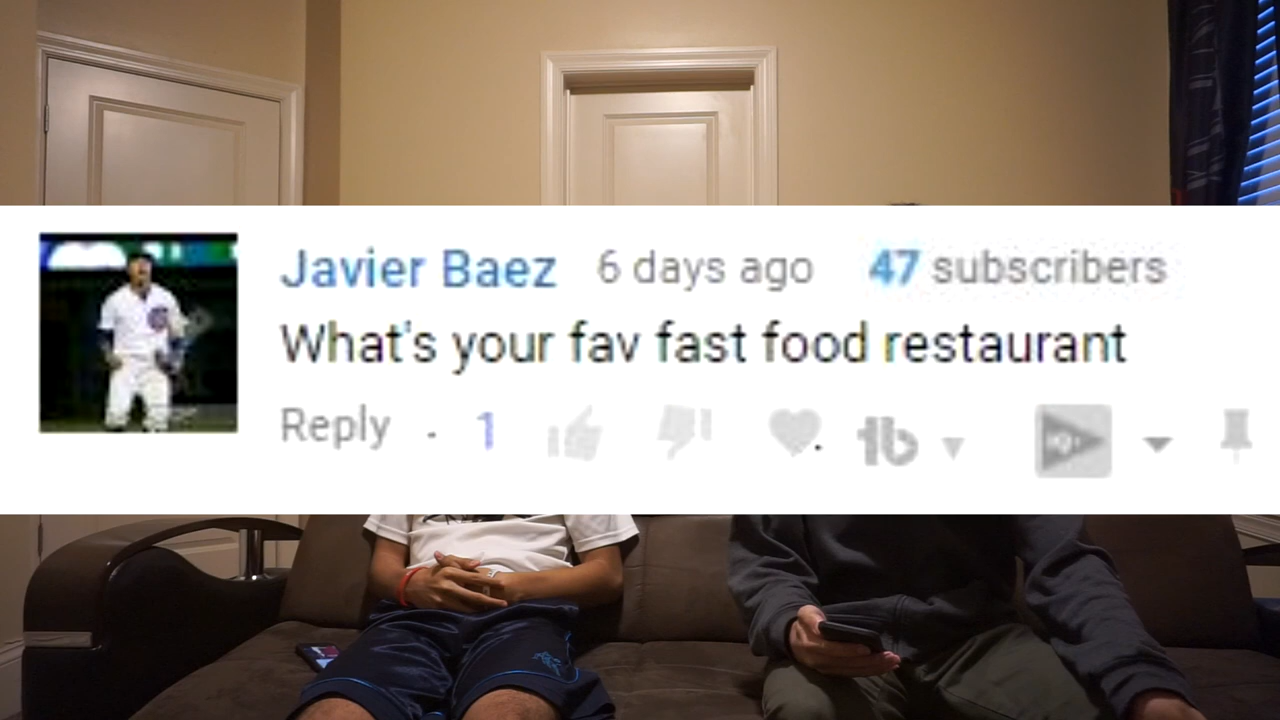 Javier Baez 6 days ago 47 subscribers
What's your fav fast food restaurant
Reply · 1